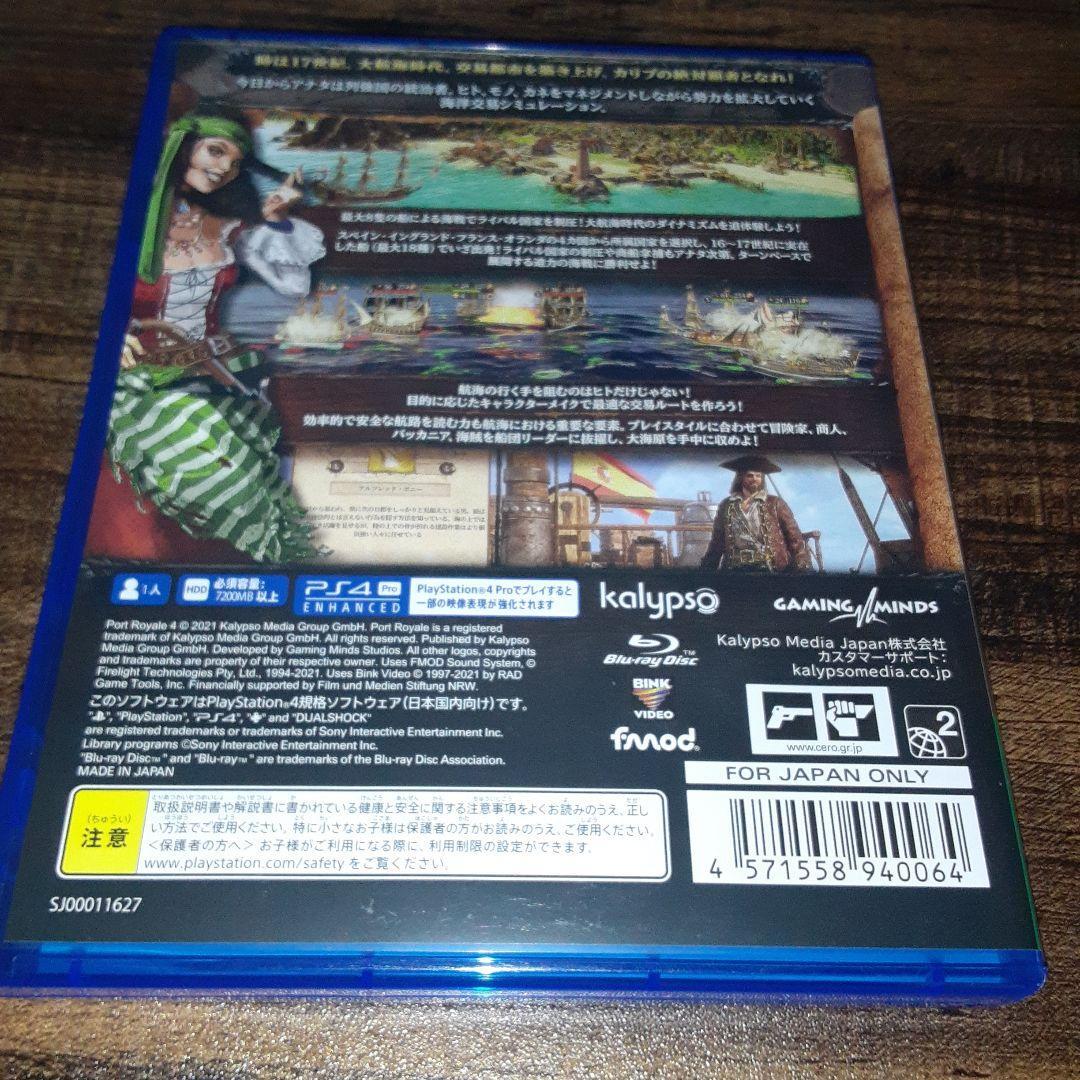 時は17世紀、大航海時代。交易都市を築き上げ、カリブの絶対覇者となれ!
今日からアナタは列強国の統治者。ヒト、モノ、カネをマネジメントしながら勢力を拡大していく
海洋交易シミュレーション。
最大8隻の船による海戦でライバル国家を制圧!大航海時代のダイナミズムを追体験しよう!
スペイン・イングランド・フランス・オランダの4カ国から所属国家を選択し、16〜17世紀に実在
した船(最大18種)でいざ出発!ライバル国家の制圧や商船拿捕もアナタ次第。ターンベースで
展開する迫力の海戦に勝利せよ!
航海の行く手を阻むのはヒトだけじゃない!
目的に応じたキャラクターメイクで最適な交易ルートを作ろう!
効率的で安全な航路を読む力も航海における重要な要素。プレイスタイルに合わせて冒険家、商人、
バッカニア、海賊を船団リーダーに抜擢し、大海原を手中に収めよ!
アルフレック・ボニー
1人
HDD 必須容量:
7200MB以上
PS4 Pro
ENHANCED
PlayStation®4 Proでプレイすると
一部の映像表現が強化されます
kalypso
GAMING MINDS
Port Royale 4 © 2021 Kalypso Media Group GmbH. Port Royale is a registered
trademark of Kalypso Media Group GmbH. All rights reserved. Published by Kalypso
Media Group GmbH. Developed by Gaming Minds Studios. All other logos, copyrights
and trademarks are property of their respective owner. Uses FMOD Sound System, ©
Firelight Technologies Pty, Ltd., 1994-2021. Uses Bink Video © 1997-2021 by RAD
Game Tools, Inc. Financially supported by Film und Medien Stiftung NRW.
このソフトウェアはPlayStation®4規格ソフトウェア(日本国内向け)です。
"PlayStation", "PS4", and "DUALSHOCK"
are registered trademarks or trademarks of Sony Interactive Entertainment Inc.
Library programs ©Sony Interactive Entertainment Inc.
"Blu-ray Disc™" and "Blu-ray™" are trademarks of the Blu-ray Disc Association.
MADE IN JAPAN
Blu-ray Disc™
BINK
VIDEO
fmod®
Kalypso Media Japan株式会社
カスタマーサポート:
kalypsomedia.co.jp
www.cero.gr.jp
2
FOR JAPAN ONLY
(ちゅうい)
注意
取扱説明書や解説書に書かれている健康と安全に関する注意事項をよくお読みのうえ、正し
い方法でご使用ください。特に小さなお子様は保護者の方がお読みのうえ、ご使用ください。
<保護者の方へ> お子様がご利用になる際に、利用制限の設定ができます。
www.playstation.com/safety をご覧ください。
4 571558 940064
SJ00011627